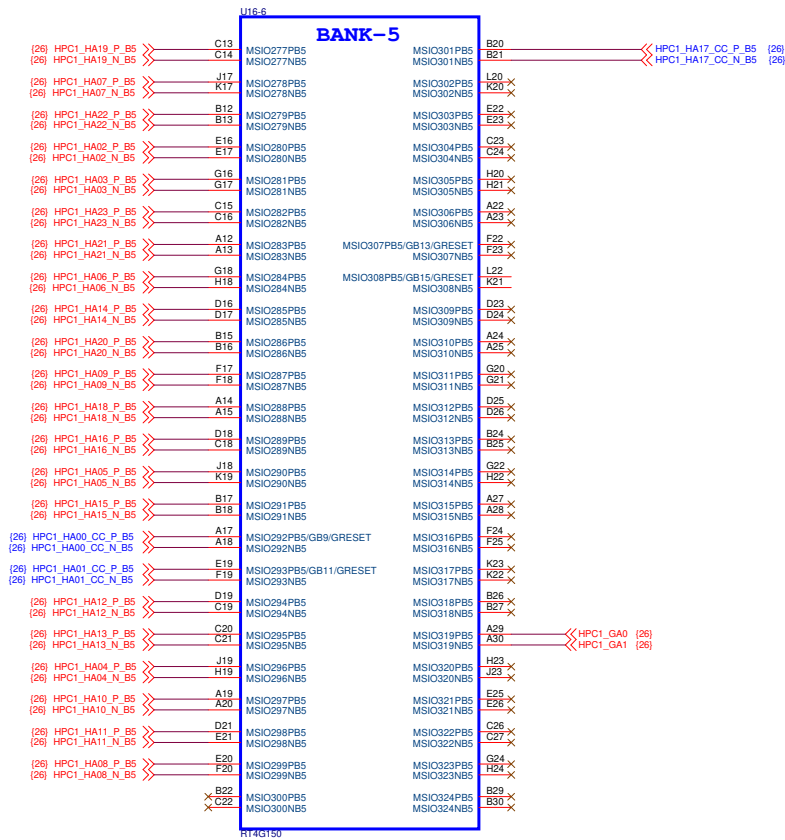 U16-6
BANK-5
{26} HPC1_HA19_P_B5 C13 MSIO277PB5 MSIO301PB5 B20 HPC1_HA17_CC_P_B5 {26}
{26} HPC1_HA19_N_B5 C14 MSIO277NB5 MSIO301NB5 B21 HPC1_HA17_CC_N_B5 {26}
{26} HPC1_HA07_P_B5 J17 MSIO278PB5 MSIO302PB5 L20
{26} HPC1_HA07_N_B5 K17 MSIO278NB5 MSIO302NB5 K20
{26} HPC1_HA22_P_B5 B12 MSIO279PB5 MSIO303PB5 E22
{26} HPC1_HA22_N_B5 B13 MSIO279NB5 MSIO303NB5 E23
{26} HPC1_HA02_P_B5 E16 MSIO280PB5 MSIO304PB5 C23
{26} HPC1_HA02_N_B5 E17 MSIO280NB5 MSIO304NB5 C24
{26} HPC1_HA03_P_B5 G16 MSIO281PB5 MSIO305PB5 H20
{26} HPC1_HA03_N_B5 G17 MSIO281NB5 MSIO305NB5 H21
{26} HPC1_HA23_P_B5 C15 MSIO282PB5 MSIO306PB5 A22
{26} HPC1_HA23_N_B5 C16 MSIO282NB5 MSIO306NB5 A23
{26} HPC1_HA21_P_B5 A12 MSIO283PB5 MSIO307PB5/GB13/GRESET F22
{26} HPC1_HA21_N_B5 A13 MSIO283NB5 MSIO307NB5 F23
{26} HPC1_HA06_P_B5 G18 MSIO284PB5 MSIO308PB5/GB15/GRESET L22
{26} HPC1_HA06_N_B5 H18 MSIO284NB5 MSIO308NB5 K21
{26} HPC1_HA14_P_B5 D16 MSIO285PB5 MSIO309PB5 D23
{26} HPC1_HA14_N_B5 D17 MSIO285NB5 MSIO309NB5 D24
{26} HPC1_HA20_P_B5 B15 MSIO286PB5 MSIO310PB5 A24
{26} HPC1_HA20_N_B5 B16 MSIO286NB5 MSIO310NB5 A25
{26} HPC1_HA09_P_B5 F17 MSIO287PB5 MSIO311PB5 G20
{26} HPC1_HA09_N_B5 F18 MSIO287NB5 MSIO311NB5 G21
{26} HPC1_HA18_P_B5 A14 MSIO288PB5 MSIO312PB5 D25
{26} HPC1_HA18_N_B5 A15 MSIO288NB5 MSIO312NB5 D26
{26} HPC1_HA16_P_B5 D18 MSIO289PB5 MSIO313PB5 B24
{26} HPC1_HA16_N_B5 C18 MSIO289NB5 MSIO313NB5 B25
{26} HPC1_HA05_P_B5 J18 MSIO290PB5 MSIO314PB5 G22
{26} HPC1_HA05_N_B5 K19 MSIO290NB5 MSIO314NB5 H22
{26} HPC1_HA15_P_B5 B17 MSIO291PB5 MSIO315PB5 A27
{26} HPC1_HA15_N_B5 B18 MSIO291NB5 MSIO315NB5 A28
{26} HPC1_HA00_CC_P_B5 A17 MSIO292PB5/GB9/GRESET MSIO316PB5 F24
{26} HPC1_HA00_CC_N_B5 A18 MSIO292NB5 MSIO316NB5 F25
{26} HPC1_HA01_CC_P_B5 E19 MSIO293PB5/GB11/GRESET MSIO317PB5 K23
{26} HPC1_HA01_CC_N_B5 F19 MSIO293NB5 MSIO317NB5 K22
{26} HPC1_HA12_P_B5 D19 MSIO294PB5 MSIO318PB5 B26
{26} HPC1_HA12_N_B5 C19 MSIO294NB5 MSIO318NB5 B27
{26} HPC1_HA13_P_B5 C20 MSIO295PB5 MSIO319PB5 A29 HPC1_GA0 {26}
{26} HPC1_HA13_N_B5 C21 MSIO295NB5 MSIO319NB5 A30 HPC1_GA1 {26}
{26} HPC1_HA04_P_B5 J19 MSIO296PB5 MSIO320PB5 H23
{26} HPC1_HA04_N_B5 H19 MSIO296NB5 MSIO320NB5 J23
{26} HPC1_HA10_P_B5 A19 MSIO297PB5 MSIO321PB5 E25
{26} HPC1_HA10_N_B5 A20 MSIO297NB5 MSIO321NB5 E26
{26} HPC1_HA11_P_B5 D21 MSIO298PB5 MSIO322PB5 C26
{26} HPC1_HA11_N_B5 E21 MSIO298NB5 MSIO322NB5 C27
{26} HPC1_HA08_P_B5 E20 MSIO299PB5 MSIO323PB5 G24
{26} HPC1_HA08_N_B5 F20 MSIO299NB5 MSIO323NB5 H24
B22 MSIO300PB5 MSIO324PB5 B29
C22 MSIO300NB5 MSIO324NB5 B30
RT4G150